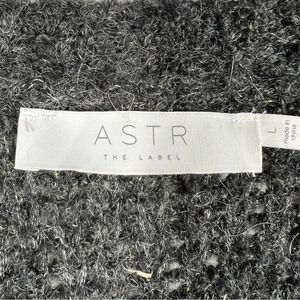 ASTR
THE LABEL
L
made in
china